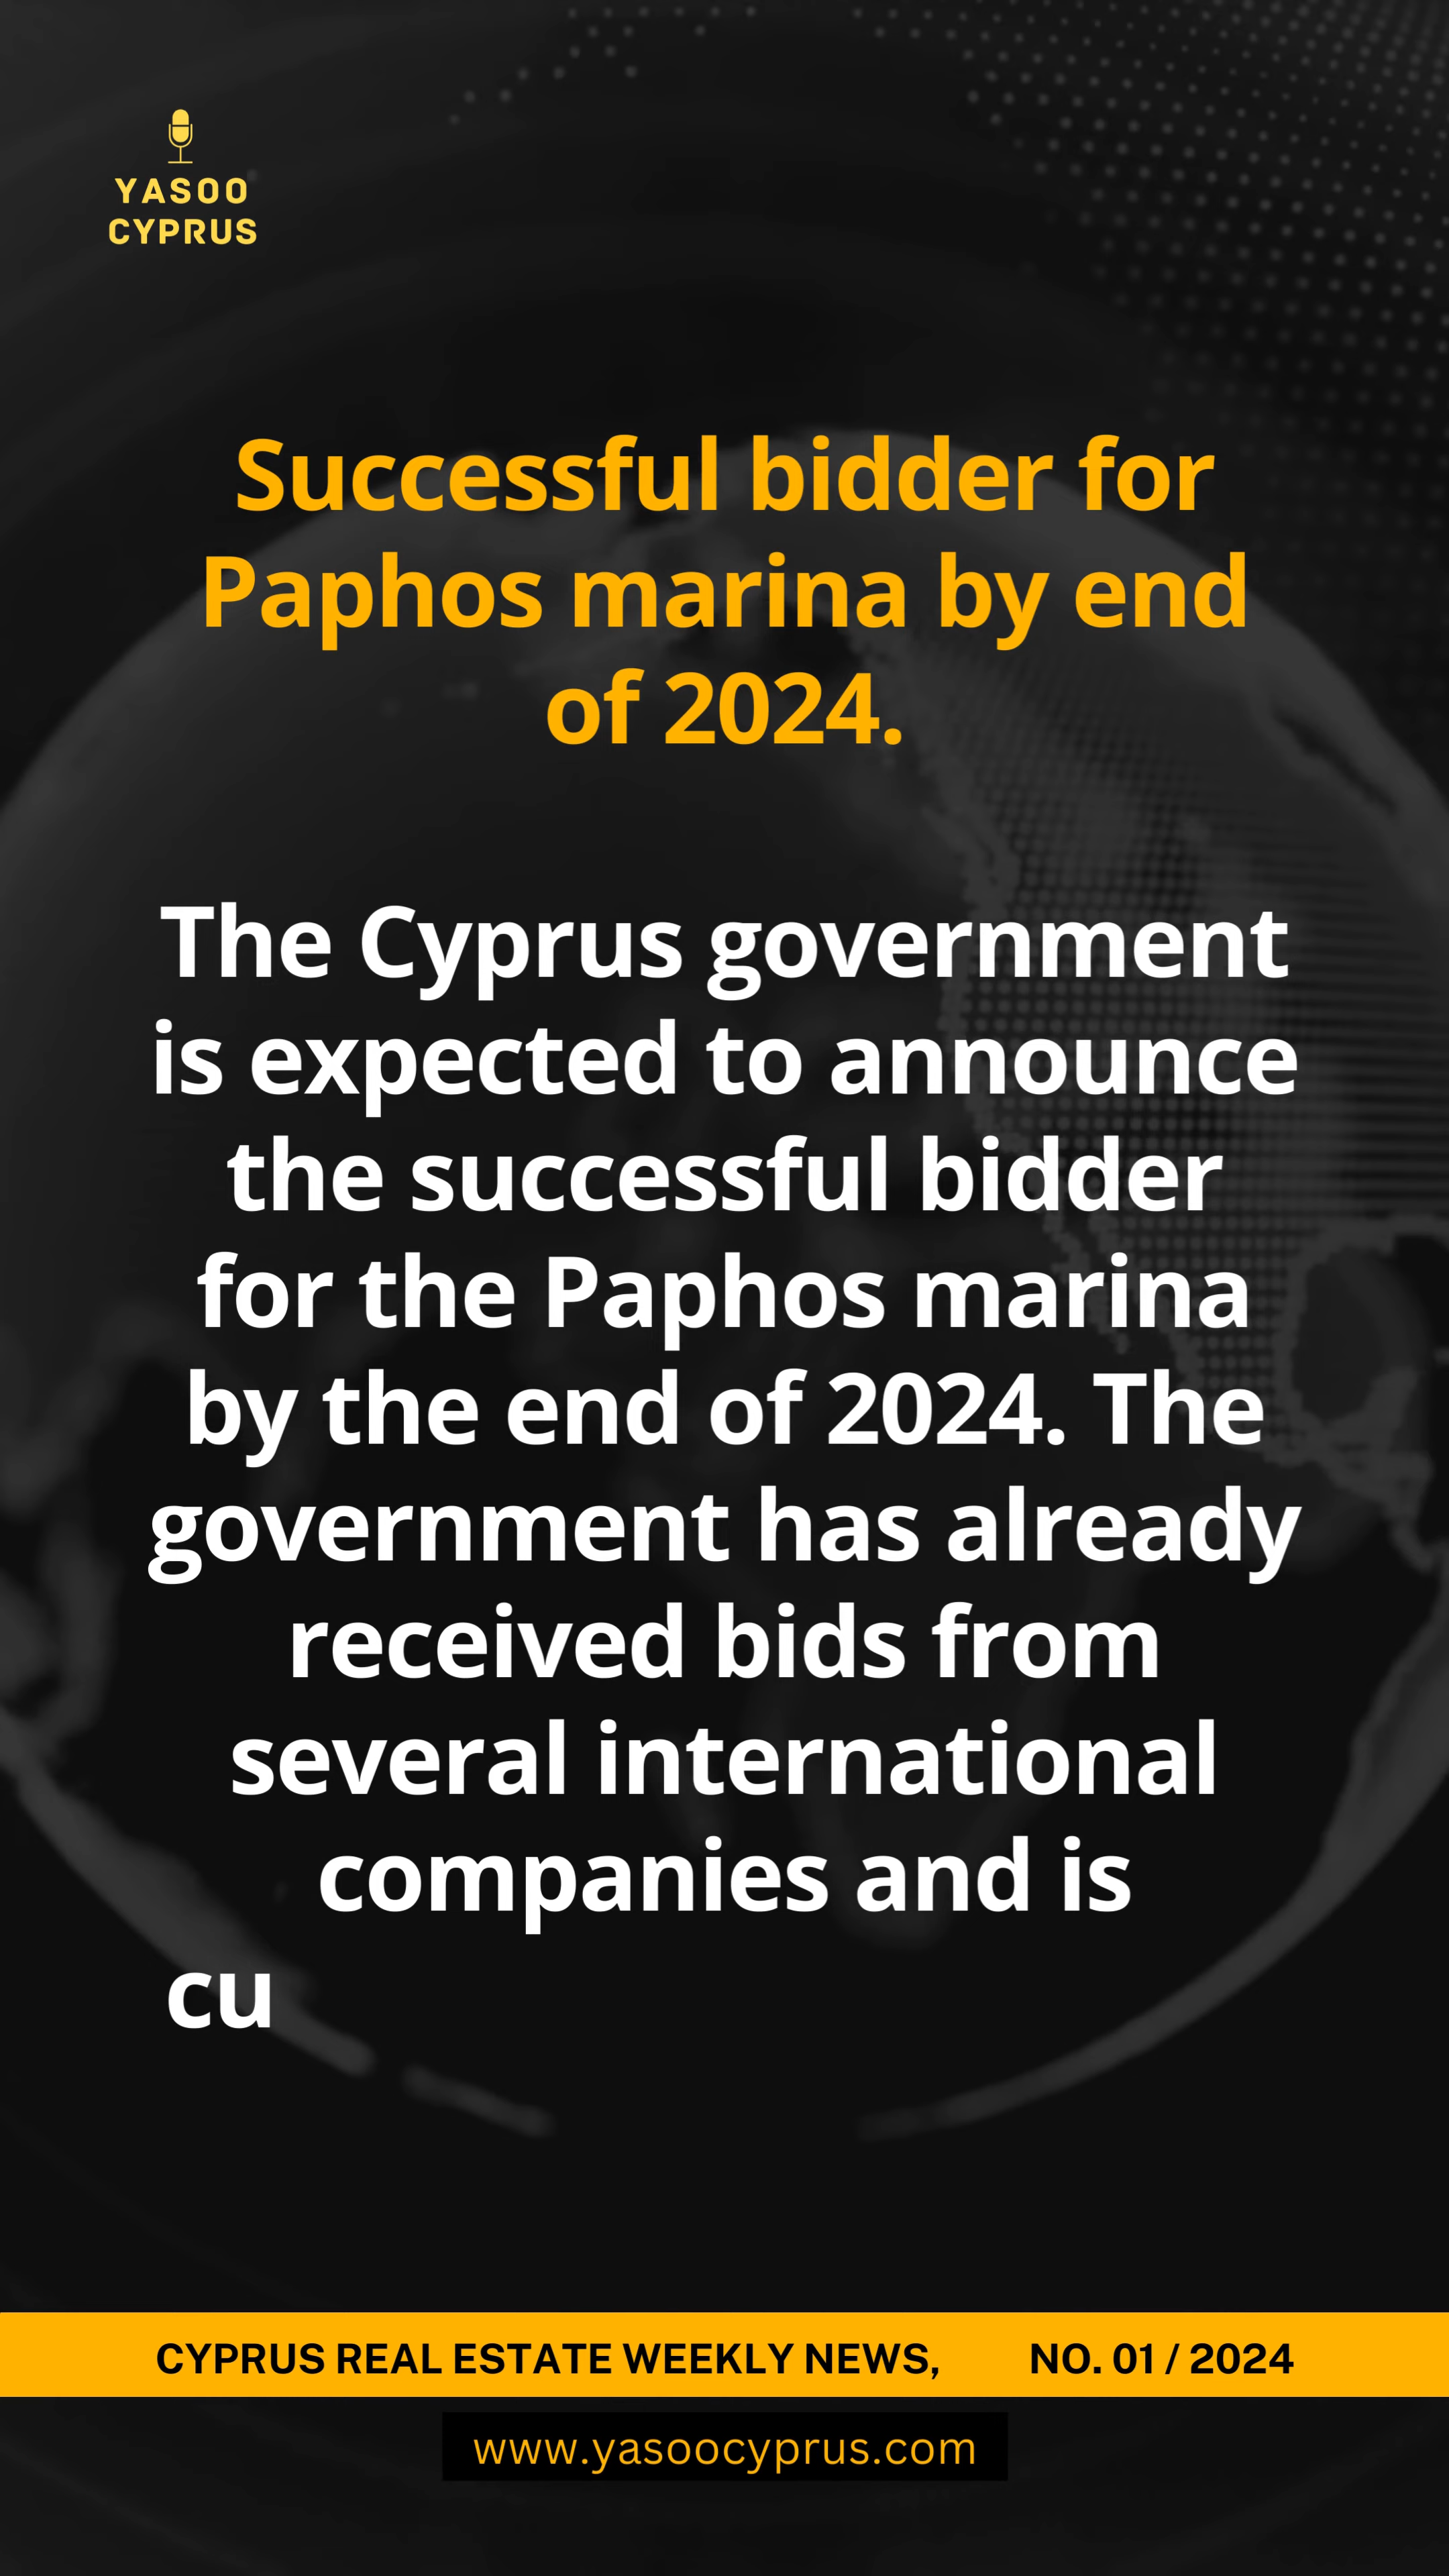 YASOO
CYPRUS
Successful bidder for
Paphos marina by end
of 2024.
The Cyprus government
is expected to announce
the successful bidder
for the Paphos marina
by the end of 2024. The
government has already
received bids from
several international
companies and is
cu
CYPRUS REAL ESTATE WEEKLY NEWS, NO. 01 / 2024
www.yasoocyprus.com